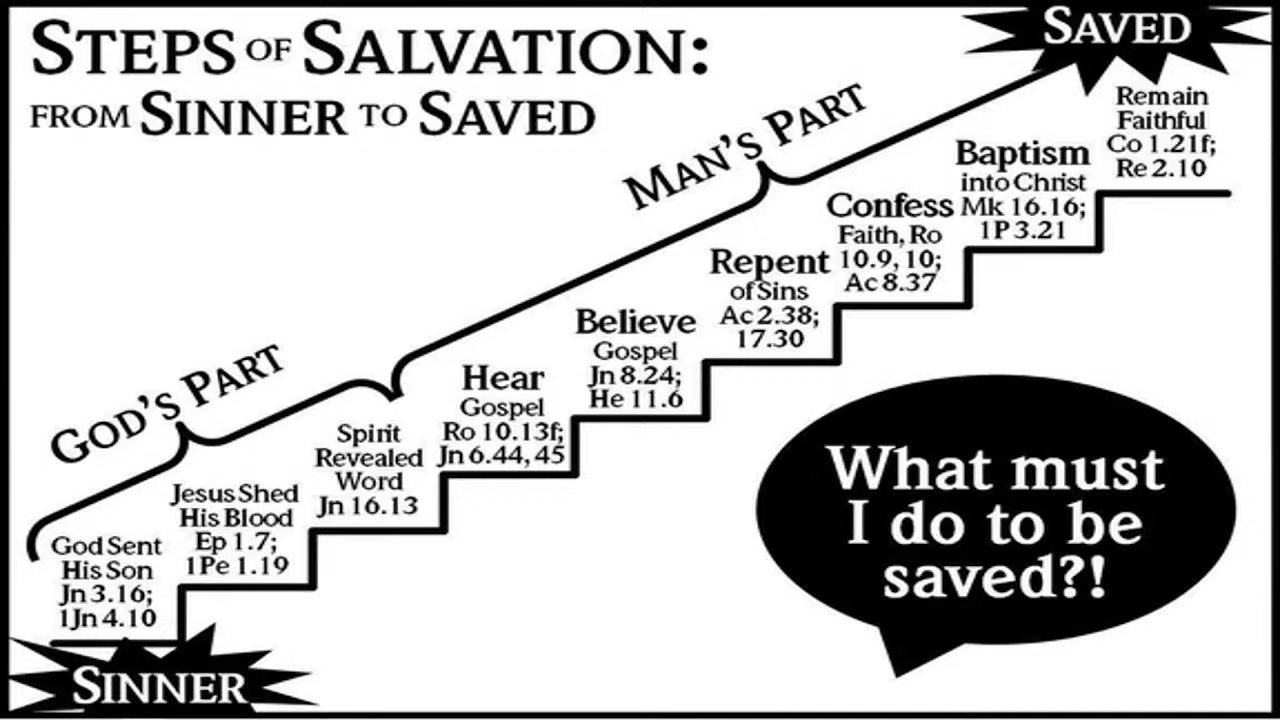 STEPS OF SALVATION:
FROM SINNER TO SAVED
SAVED
MAN'S PART
GOD'S PART
Remain
Faithful
Co 1.21f;
Re 2.10
Baptism
into Christ
Mk 16.16;
1P 3.21
Confess
Faith, Ro
10.9, 10;
Ac 8.37
Repent
of Sins
Ac 2.38;
17.30
Believe
Gospel
Jn 8.24;
He 11.6
Hear
Gospel
Ro 10.13f;
Jn 6.44, 45
Spirit
Revealed
Word
Jn 16.13
Jesus Shed
His Blood
Ep 1.7;
1Pe 1.19
God Sent
His Son
Jn 3.16;
1Jn 4.10
SINNER
What must
I do to be
saved?!